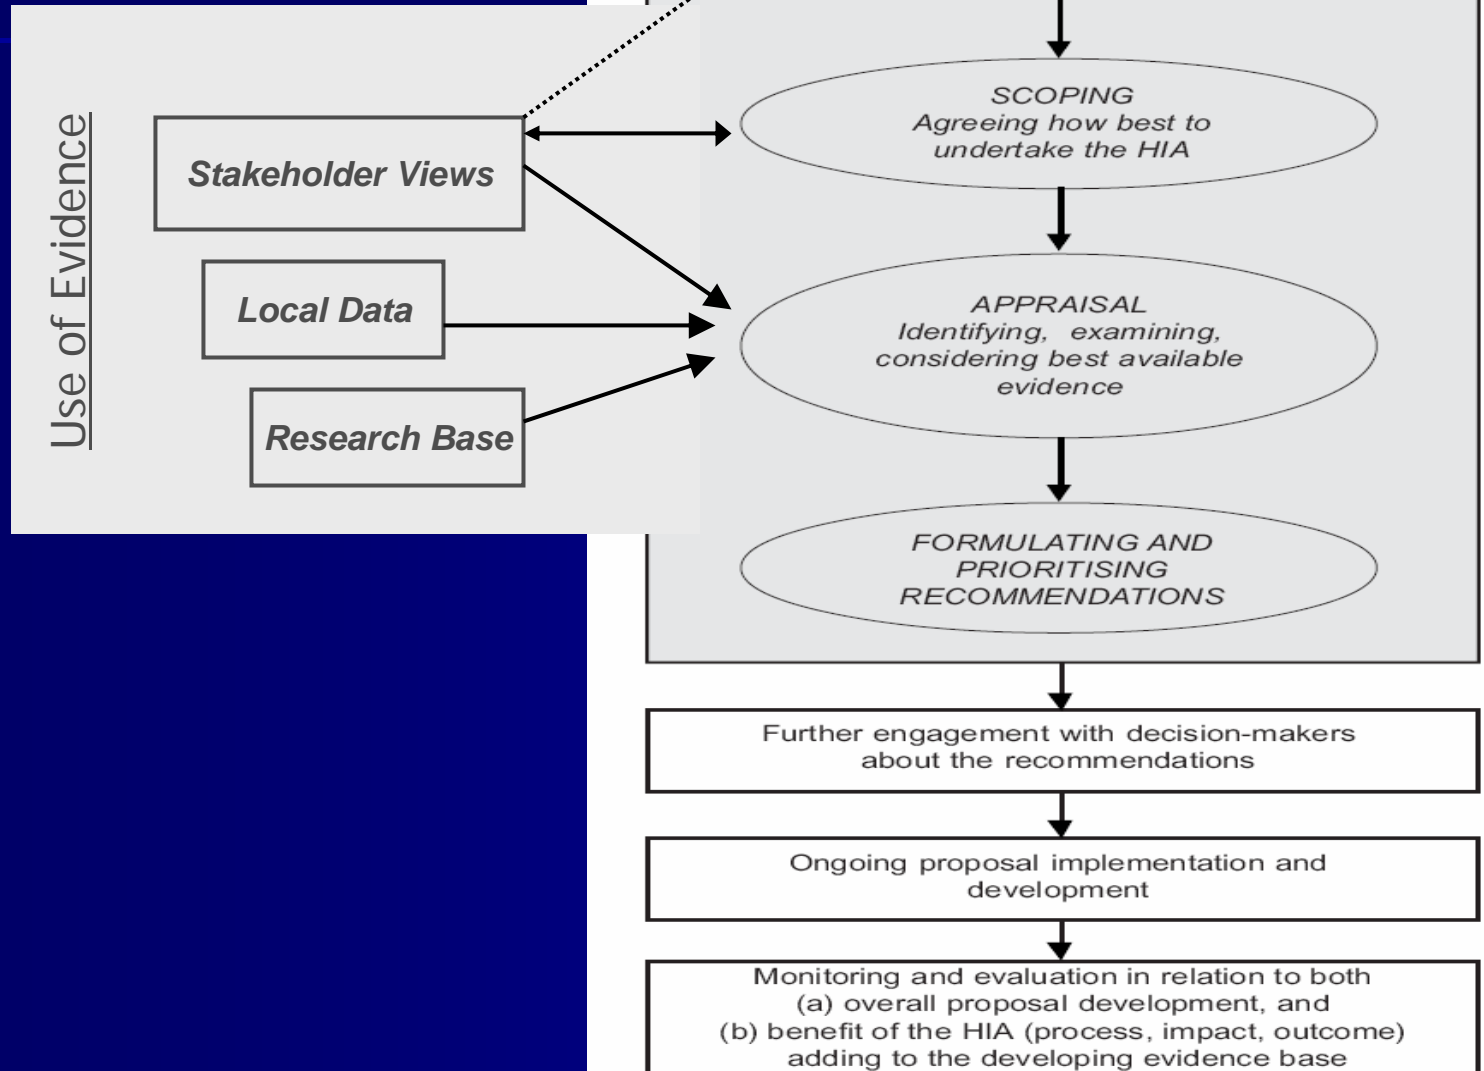 Use of Evidence
Stakeholder Views
Local Data
Research Base
SCOPING
Agreeing how best to
undertake the HIA
APPRAISAL
Identifying, examining,
considering best available
evidence
FORMULATING AND
PRIORITISING
RECOMMENDATIONS
Further engagement with decision-makers
about the recommendations
Ongoing proposal implementation and
development
Monitoring and evaluation in relation to both
(a) overall proposal development, and
(b) benefit of the HIA (process, impact, outcome)
adding to the developing evidence base